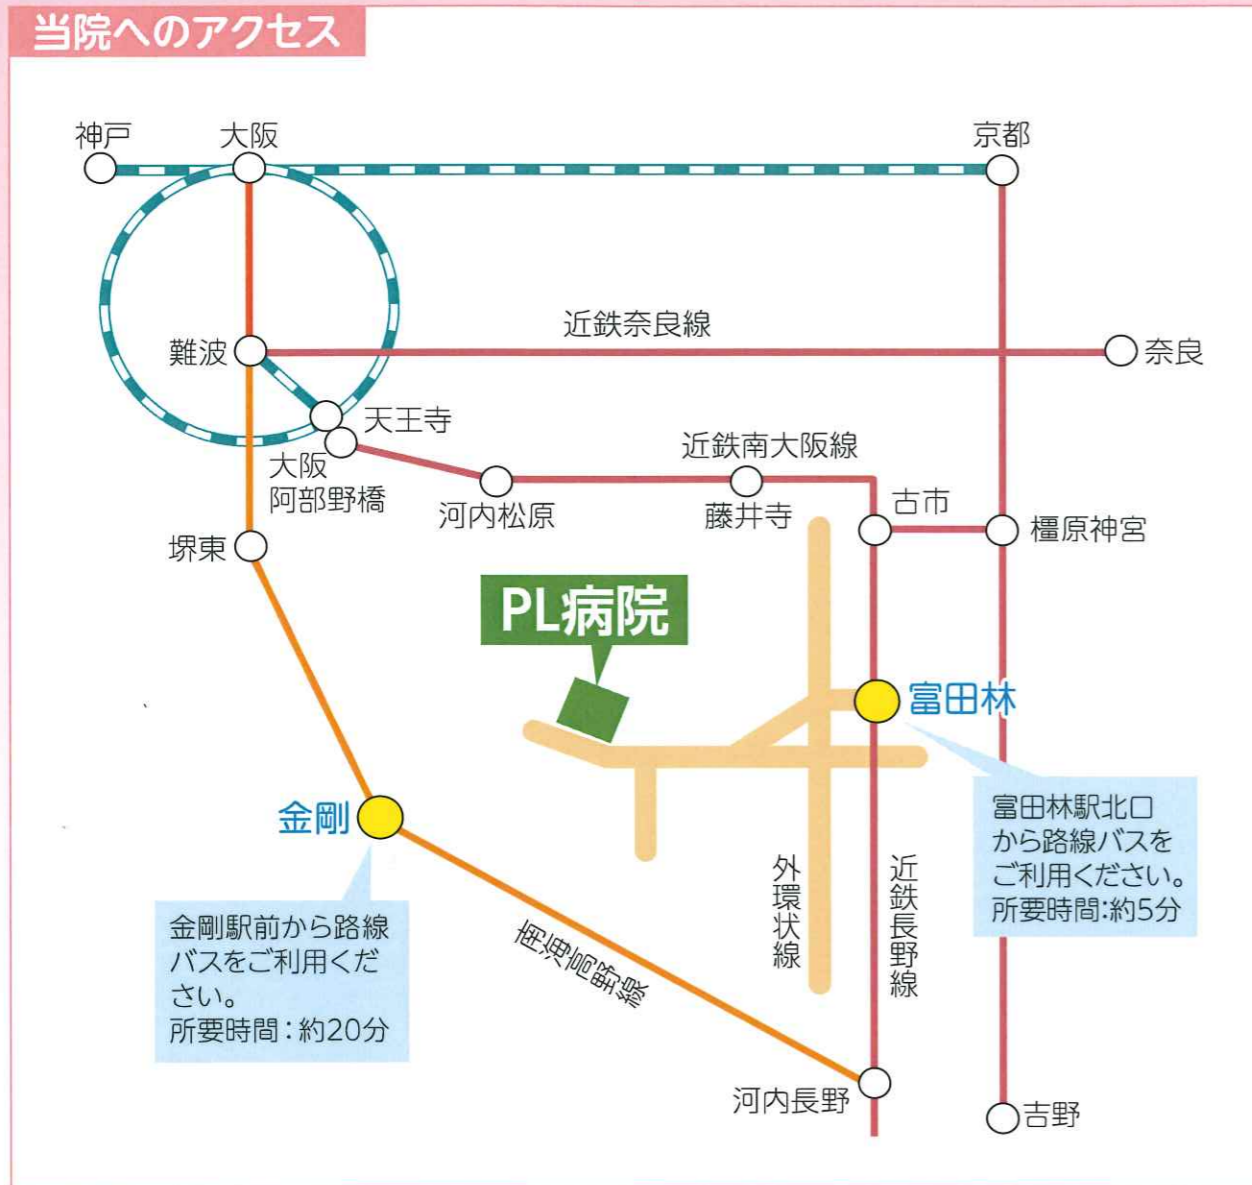 当院へのアクセス
神戸
大阪
京都
難波
近鉄奈良線
奈良
天王寺
大阪
阿部野橋
河内松原
近鉄南大阪線
藤井寺
古市
橿原神宮
堺東
PL病院
富田林
金剛
富田林駅北口
から路線バスを
ご利用ください。
所要時間：約5分
外環状線
近鉄長野線
金剛駅前から路線
バスをご利用くだ
さい。
所要時間：約20分
南海高野線
河内長野
吉野